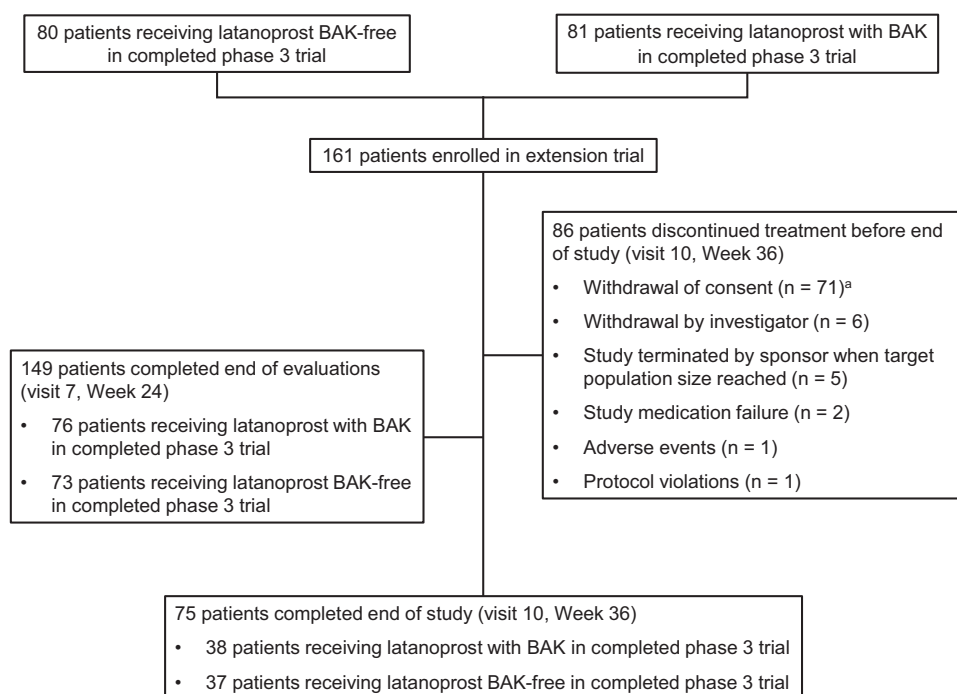 80 patients receiving latanoprost BAK-free
in completed phase 3 trial
81 patients receiving latanoprost with BAK
in completed phase 3 trial
161 patients enrolled in extension trial
86 patients discontinued treatment before end
of study (visit 10, Week 36)
• Withdrawal of consent (n = 71)ᵃ
• Withdrawal by investigator (n = 6)
• Study terminated by sponsor when target
population size reached (n = 5)
• Study medication failure (n = 2)
• Adverse events (n = 1)
• Protocol violations (n = 1)
149 patients completed end of evaluations
(visit 7, Week 24)
• 76 patients receiving latanoprost with BAK
in completed phase 3 trial
• 73 patients receiving latanoprost BAK-free
in completed phase 3 trial
75 patients completed end of study (visit 10, Week 36)
• 38 patients receiving latanoprost with BAK in completed phase 3 trial
• 37 patients receiving latanoprost BAK-free in completed phase 3 trial